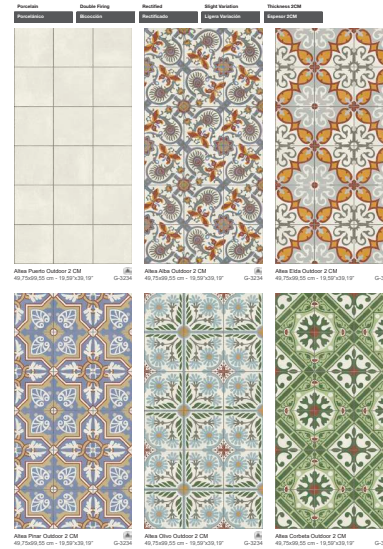 Porcelain
Porcelánico
Double Firing
Bicocción
Rectified
Rectificado
Slight Variation
Ligera Variación
Thickness 2CM
Espesor 2CM
Altea Puerto Outdoor 2 CM
49,75x99,55 cm - 19,59"x39,19" G-3234
Altea Alba Outdoor 2 CM
49,75x99,55 cm - 19,59"x39,19" G-3234
Altea Elda Outdoor 2 CM
49,75x99,55 cm - 19,59"x39,19"
Altea Pinar Outdoor 2 CM
49,75x99,55 cm - 19,59"x39,19" G-3234
Altea Olivo Outdoor 2 CM
49,75x99,55 cm - 19,59"x39,19" G-3234
Altea Corbeta Outdoor 2 CM
49,75x99,55 cm - 19,59"x39,19"